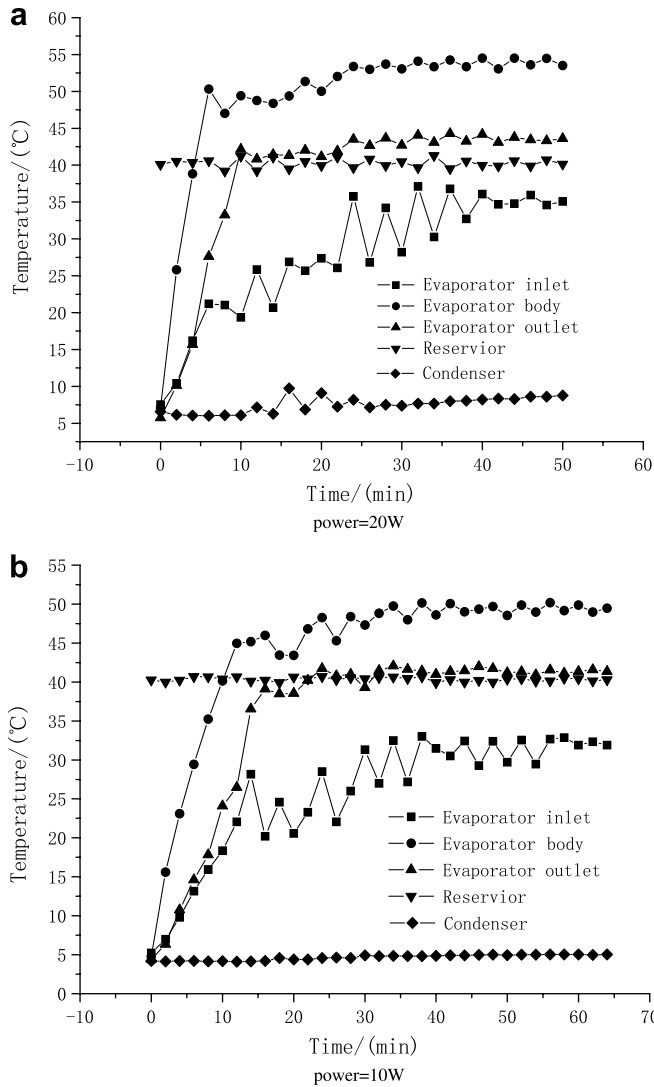 a
60
55
50
45
40
35
30
25
20
15
10
5
Temperature/(℃)
Evaporator inlet
Evaporator body
Evaporator outlet
Reservior
Condenser
-10 0 10 20 30 40 50 60
Time/(min)
power=20W
b
55
50
45
40
35
30
25
20
15
10
5
0
Temperature/(℃)
Evaporator inlet
Evaporator body
Evaporator outlet
Reservior
Condenser
-10 0 10 20 30 40 50 60 70
Time/(min)
power=10W